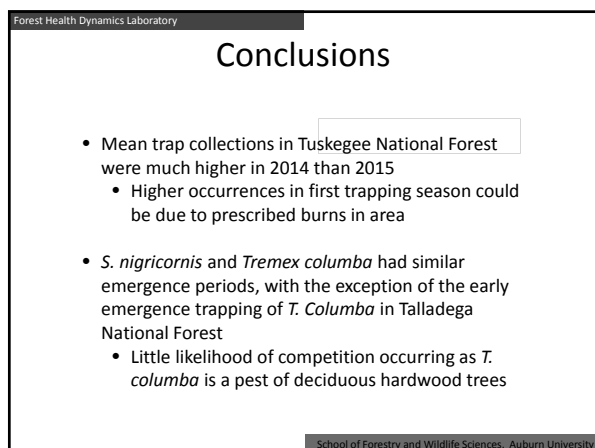 Forest Health Dynamics Laboratory
Conclusions
• Mean trap collections in Tuskegee National Forest
were much higher in 2014 than 2015
• Higher occurrences in first trapping season could
be due to prescribed burns in area
• S. nigricornis and Tremex columba had similar
emergence periods, with the exception of the early
emergence trapping of T. Columba in Talladega
National Forest
• Little likelihood of competition occurring as T.
columba is a pest of deciduous hardwood trees
School of Forestry and Wildlife Sciences, Auburn University